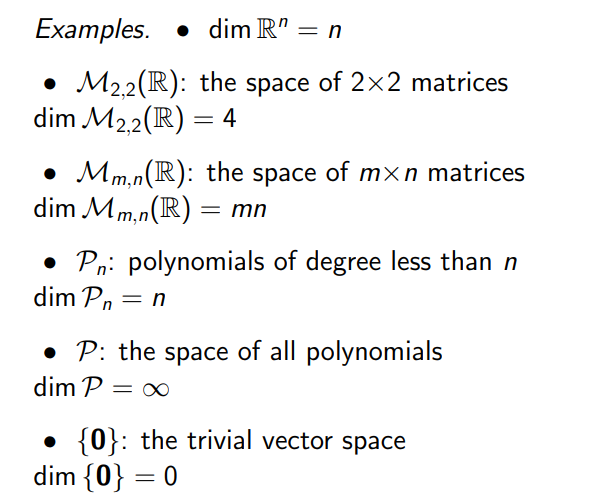 Examples. • dim ℝⁿ = n
• ℳ₂,₂(ℝ): the space of 2×2 matrices
dim ℳ₂,₂(ℝ) = 4
• ℳₘ,ₙ(ℝ): the space of m×n matrices
dim ℳₘ,ₙ(ℝ) = mn
• 𝒫ₙ: polynomials of degree less than n
dim 𝒫ₙ = n
• 𝒫: the space of all polynomials
dim 𝒫 = ∞
• {𝟎}: the trivial vector space
dim {𝟎} = 0